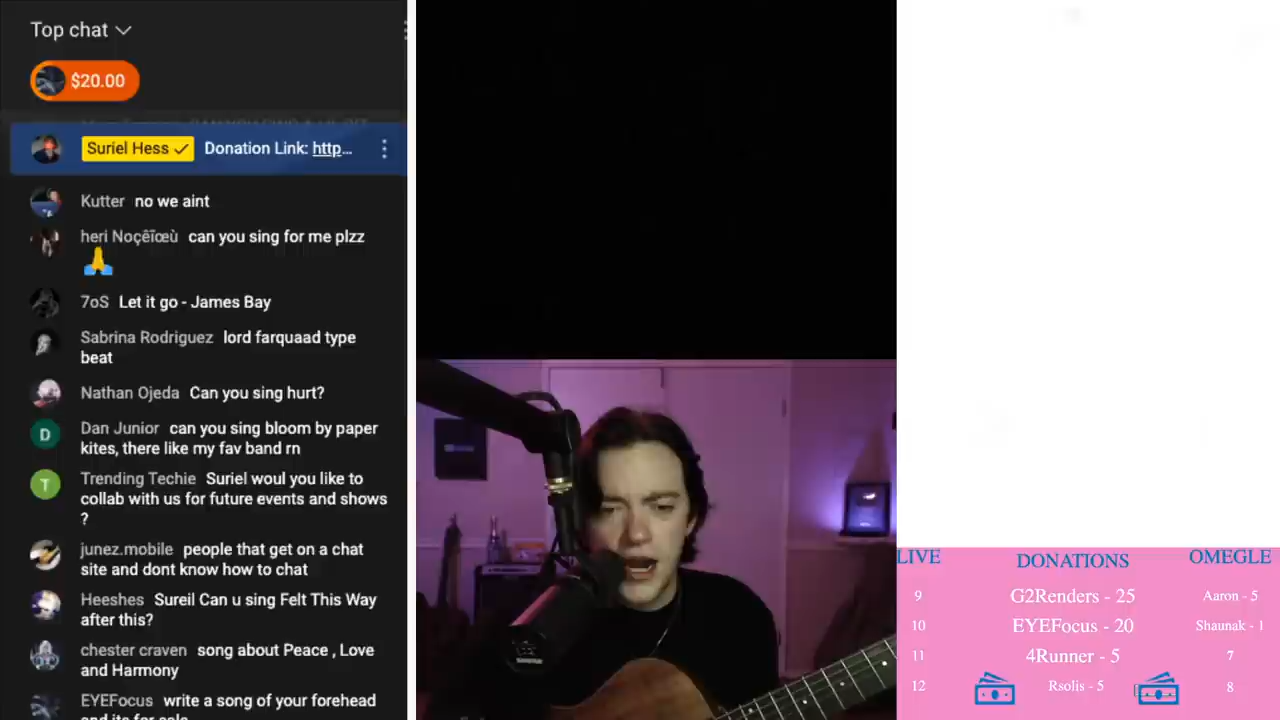 Top chat
$20.00
Suriel Hess Donation Link: http...
Kutter no we aint
heri Noçêîœù can you sing for me plzz
🙏
7oS Let it go - James Bay
Sabrina Rodriguez lord farquaad type
beat
Nathan Ojeda Can you sing hurt?
D
Dan Junior can you sing bloom by paper
kites, there like my fav band rn
T
Trending Techie Suriel woul you like to
collab with us for future events and shows
?
junez.mobile people that get on a chat
site and dont know how to chat
Heeshes Sureil Can u sing Felt This Way
after this?
chester craven song about Peace , Love
and Harmony
EYEFocus write a song of your forehead
and its for sale
LIVE DONATIONS OMEGLE
9 G2Renders - 25 Aaron - 5
10 EYEFocus - 20 Shaunak - 1
11 4Runner - 5 7
12 Rsolis - 5 8